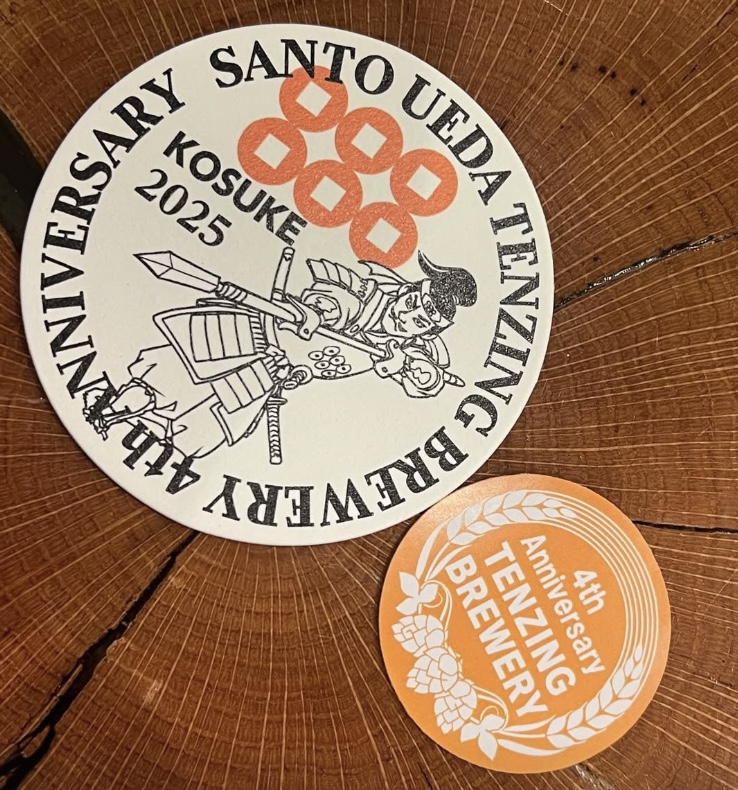 SANTO UEDA TENZING BREWERY 4th ANNIVERSARY
KOSUKE
2025
4th
Anniversary
TENZING
BREWERY